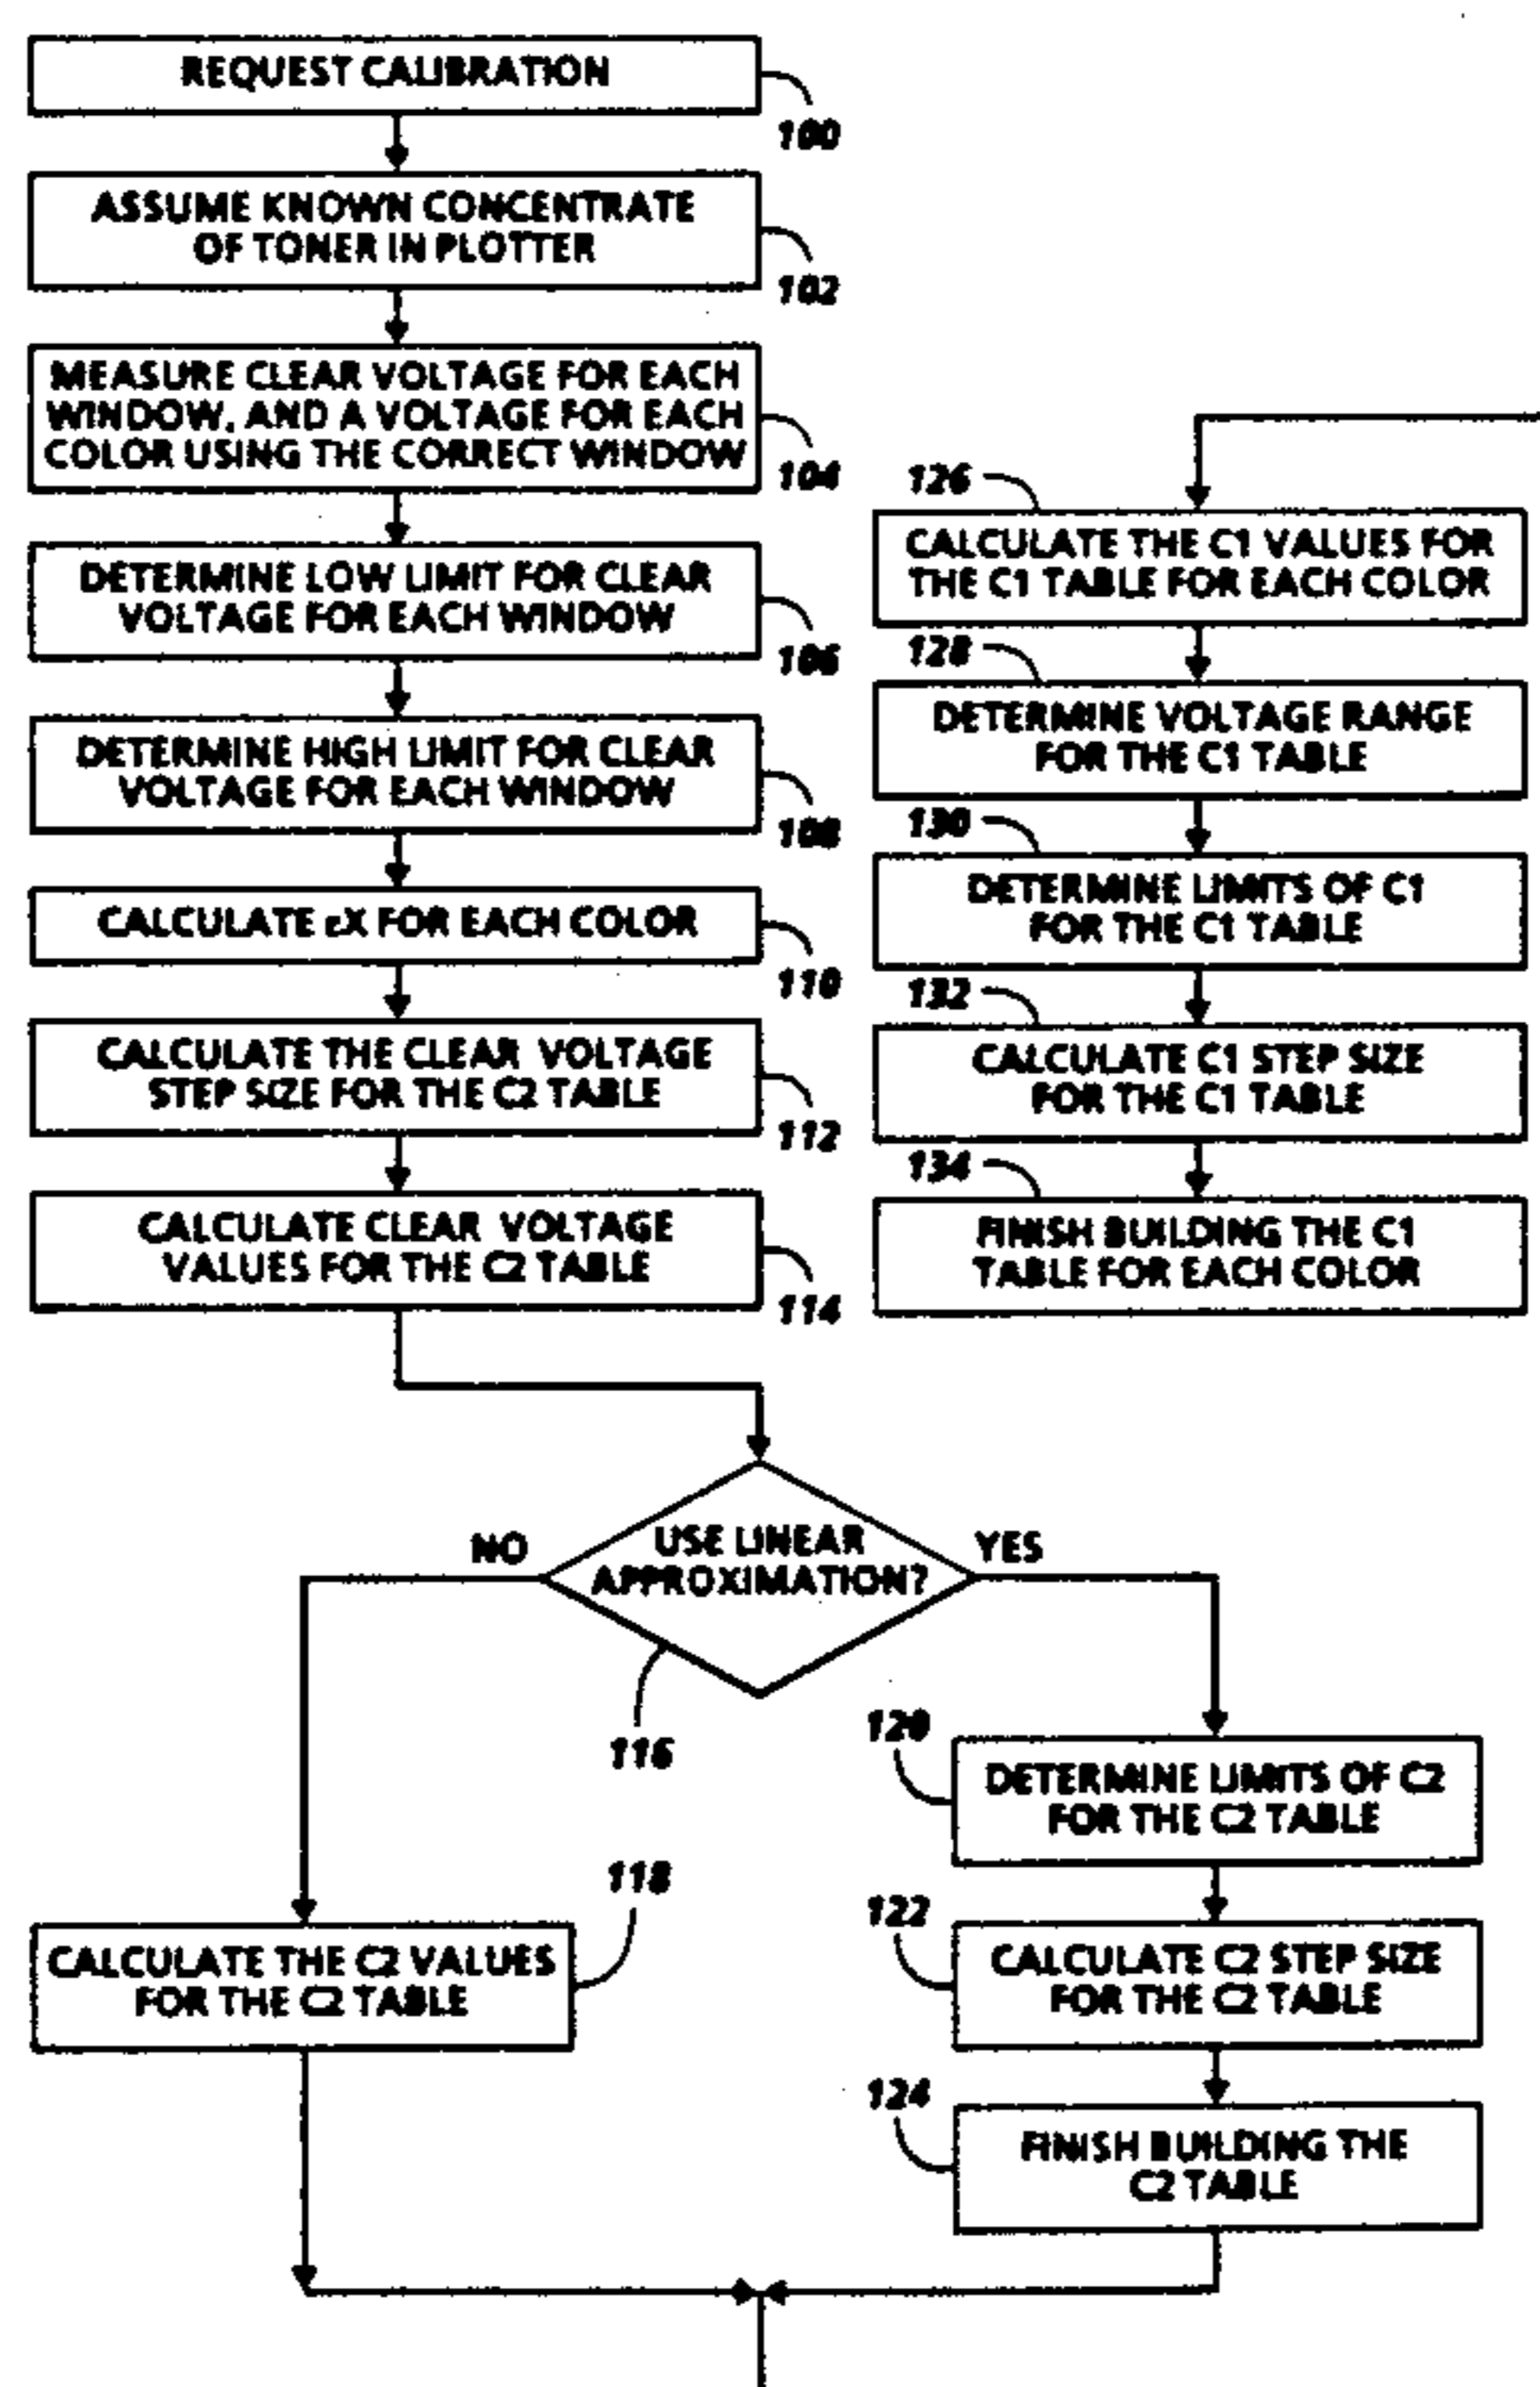 REQUEST CALIBRATION
100
ASSUME KNOWN CONCENTRATE
OF TONER IN PLOTTER
102
MEASURE CLEAR VOLTAGE FOR EACH
WINDOW, AND A VOLTAGE FOR EACH
COLOR USING THE CORRECT WINDOW
104
DETERMINE LOW LIMIT FOR CLEAR
VOLTAGE FOR EACH WINDOW
106
DETERMINE HIGH LIMIT FOR CLEAR
VOLTAGE FOR EACH WINDOW
108
CALCULATE εX FOR EACH COLOR
110
CALCULATE THE CLEAR VOLTAGE
STEP SIZE FOR THE C2 TABLE
112
CALCULATE CLEAR VOLTAGE
VALUES FOR THE C2 TABLE
114
USE LINEAR
APPROXIMATION?
NO
YES
116
118
CALCULATE THE C2 VALUES
FOR THE C2 TABLE
120
DETERMINE LIMITS OF C2
FOR THE C2 TABLE
122
CALCULATE C2 STEP SIZE
FOR THE C2 TABLE
124
FINISH BUILDING THE
C2 TABLE
126
CALCULATE THE C1 VALUES FOR
THE C1 TABLE FOR EACH COLOR
128
DETERMINE VOLTAGE RANGE
FOR THE C1 TABLE
130
DETERMINE LIMITS OF C1
FOR THE C1 TABLE
132
CALCULATE C1 STEP SIZE
FOR THE C1 TABLE
134
FINISH BUILDING THE C1
TABLE FOR EACH COLOR